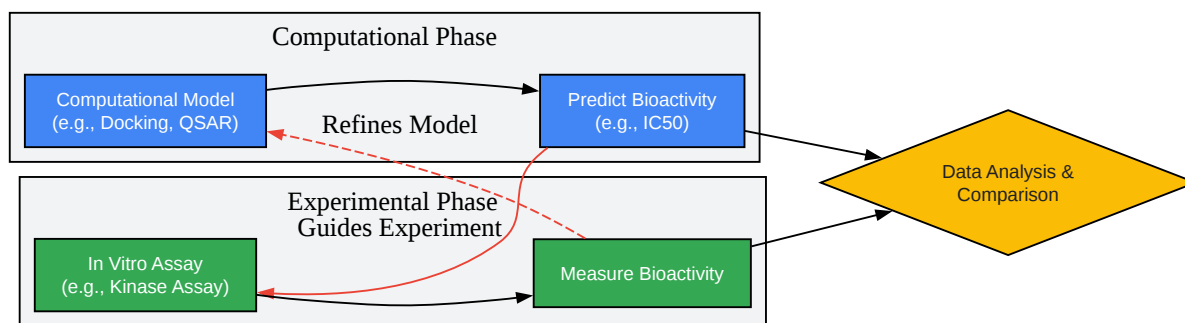 Computational Phase
Computational Model
(e.g., Docking, QSAR)
Predict Bioactivity
(e.g., IC50)
Refines Model
Data Analysis &
Comparison
Experimental Phase
Guides Experiment
In Vitro Assay
(e.g., Kinase Assay)
Measure Bioactivity